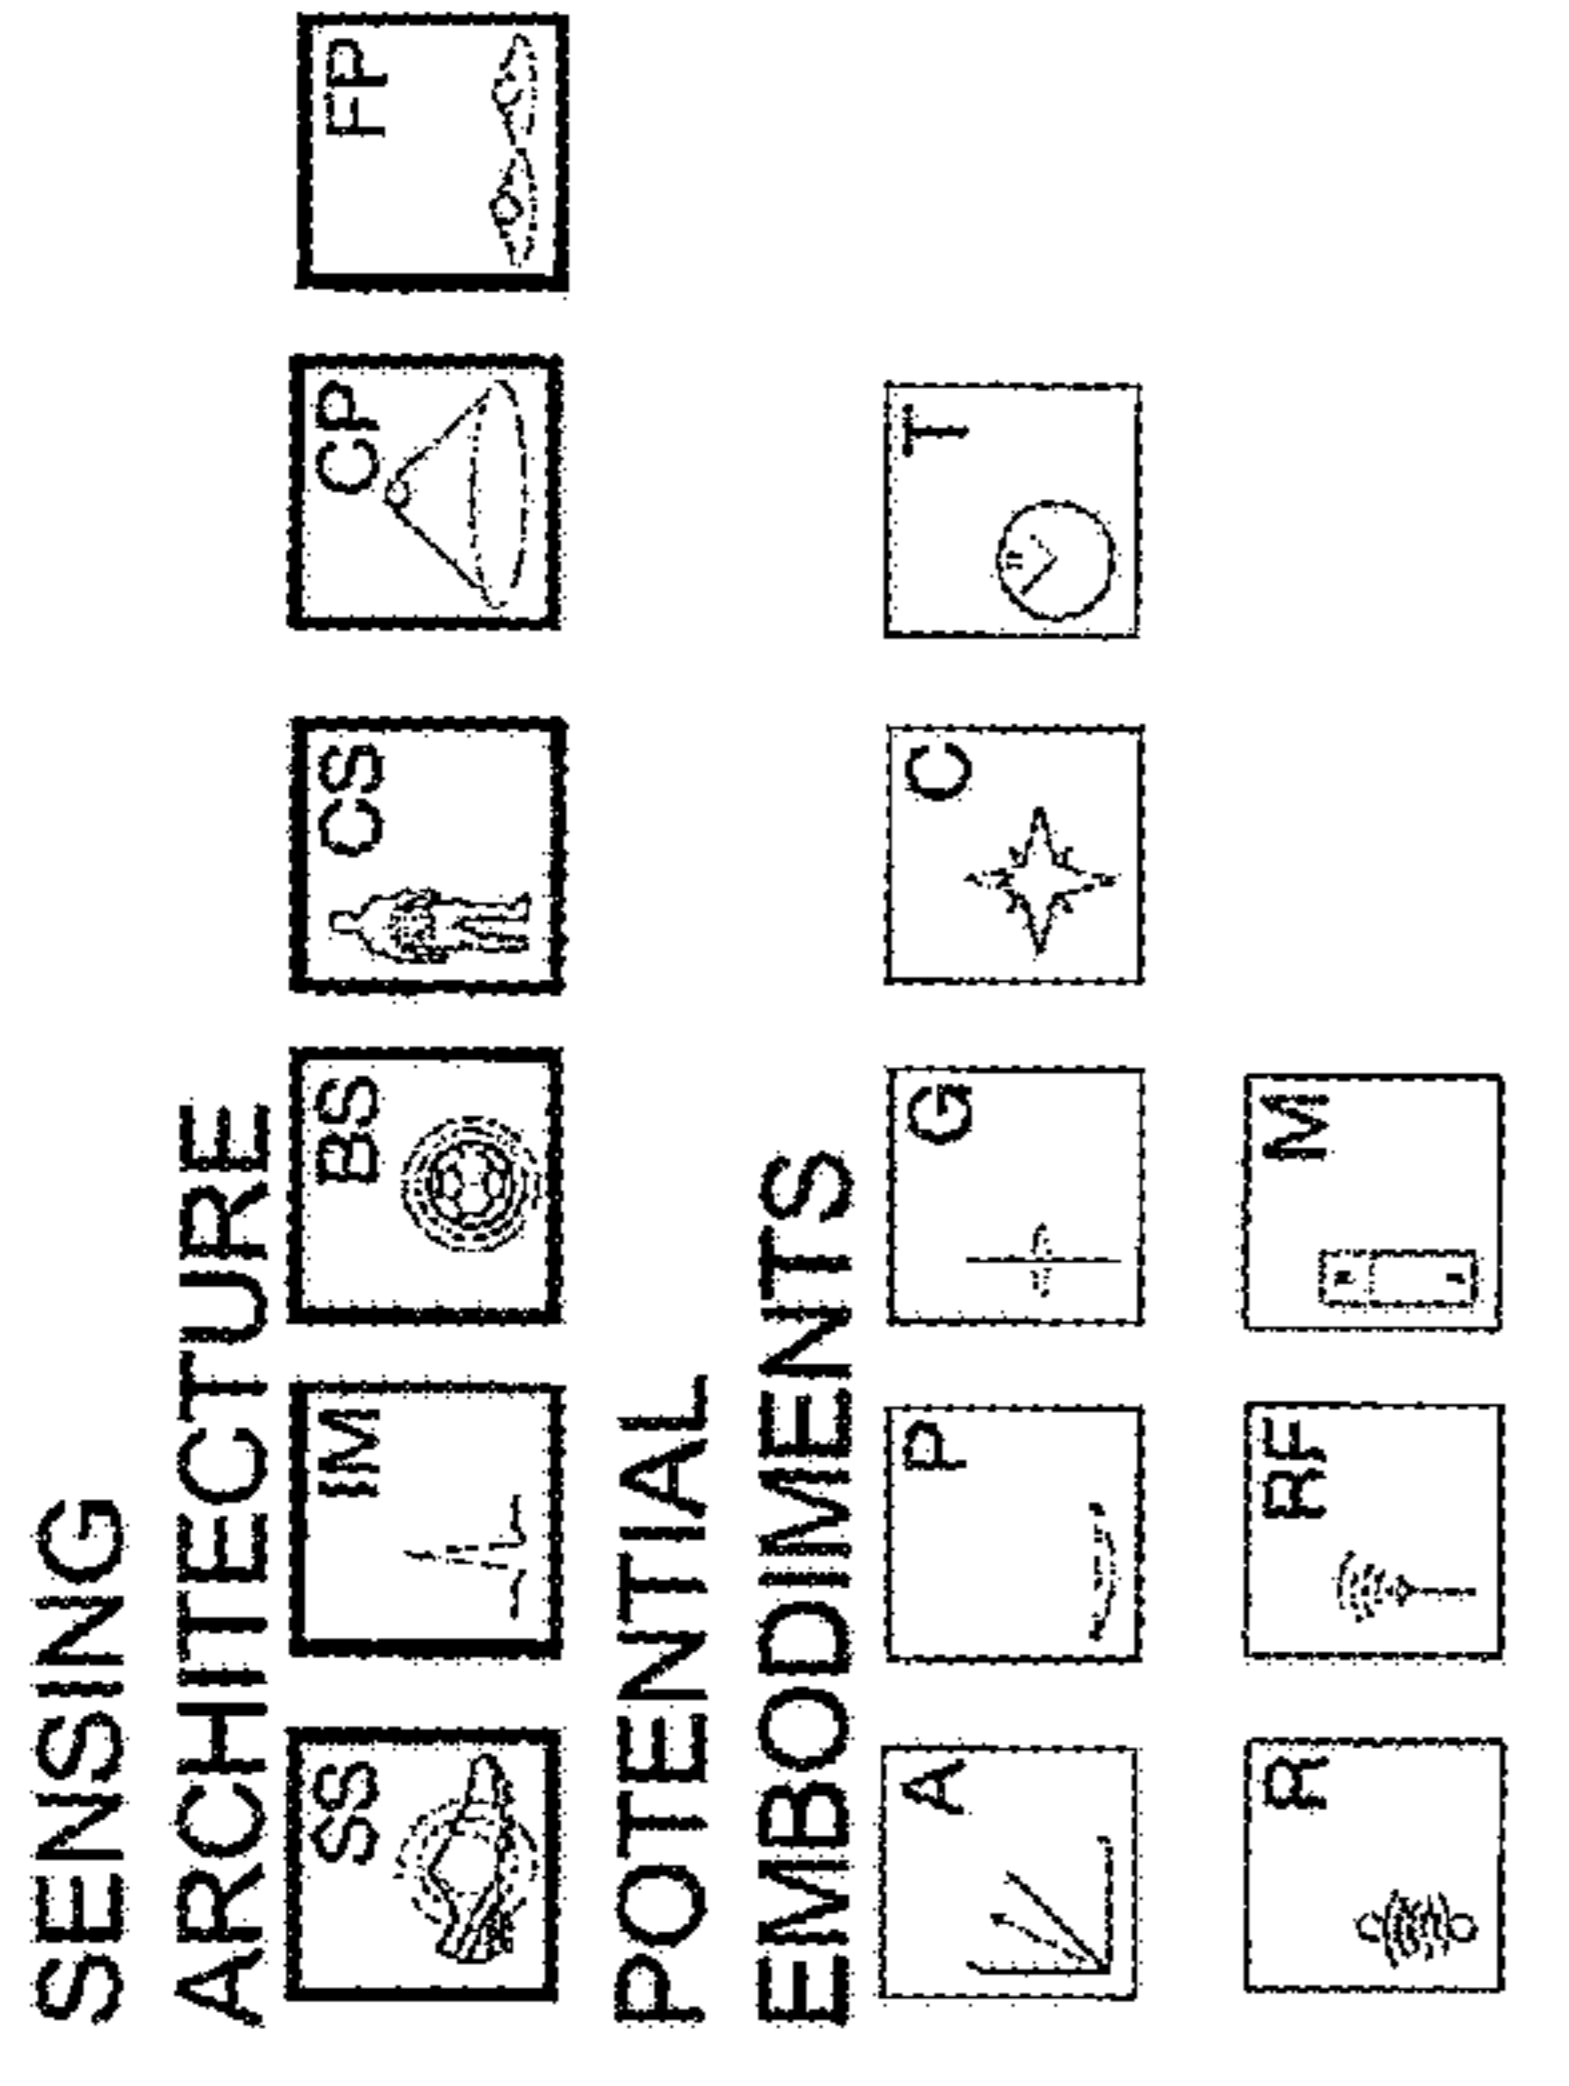 SENSING
ARCHITECTURE
SS IM BS CS CP FP
POTENTIAL
EMBODIMENTS
A P G C T
R RF M